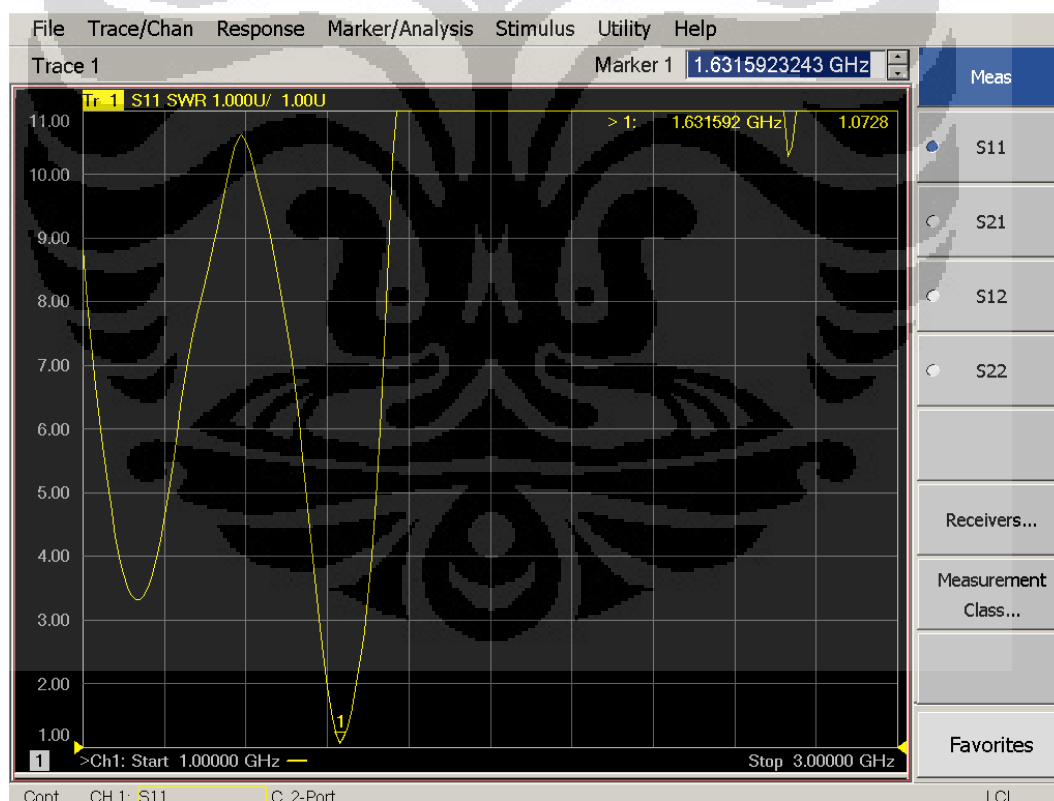 File Trace/Chan Response Marker/Analysis Stimulus Utility Help
Trace 1 Marker 1 1.6315923243 GHz
Meas
Tr 1 S11 SWR 1.000U/ 1.00U
11.00
> 1: 1.631592 GHz 1.0728
S11
10.00
S21
9.00
S12
8.00
7.00
S22
6.00
5.00
Receivers...
4.00
Measurement
Class...
3.00
2.00
1
1.00
Favorites
1 >Ch1: Start 1.00000 GHz Stop 3.00000 GHz
Cont. CH 1: S11 C 2-Port LCL